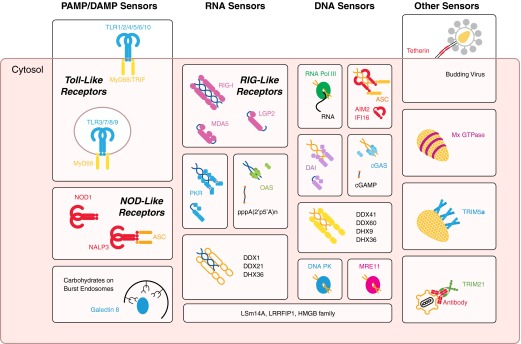 PAMP/DAMP Sensors
RNA Sensors
DNA Sensors
Other Sensors
Cytosol
TLR1/2/4/5/6/10
MyD88/TRIP
Toll-Like
Receptors
TLR3/7/8/9
MyD88
NOD1
NOD-Like
Receptors
NALP3
ASC
Carbohydrates on
Burst Endosomes
Galectin 8
RIG-I
RIG-Like
Receptors
LGP2
MDA5
PKR
OAS
pppA(2'p5'A)n
DDX1
DDX21
DHX36
LSm14A, LRRFIP1, HMGB family
RNA Pol III
RNA
ASC
AIM2
IFI16
DAI
cGAS
cGAMP
DDX41
DDX60
DHX9
DHX36
DNA PK
MRE11
Tetherin
Budding Virus
Mx GTPase
TRIM5α
TRIM21
Antibody